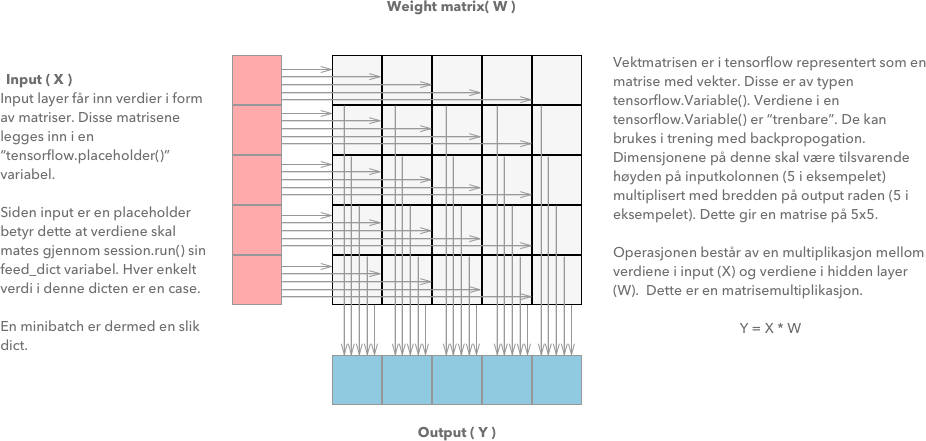 Weight matrix( W )
Input ( X )
Input layer får inn verdier i form
av matriser. Disse matrisene
legges inn i en
“tensorflow.placeholder()”
variabel.
Siden input er en placeholder
betyr dette at verdiene skal
mates gjennom session.run() sin
feed_dict variabel. Hver enkelt
verdi i denne dicten er en case.
En minibatch er dermed en slik
dict.
Vektmatrisen er i tensorflow representert som en
matrise med vekter. Disse er av typen
tensorflow.Variable(). Verdiene i en
tensorflow.Variable() er ”trenbare”. De kan
brukes i trening med backpropogation.
Dimensjonene på denne skal være tilsvarende
høyden på inputkolonnen (5 i eksempelet)
multiplisert med bredden på output raden (5 i
eksempelet). Dette gir en matrise på 5x5.
Operasjonen består av en multiplikasjon mellom
verdiene i input (X) og verdiene i hidden layer
(W).  Dette er en matrisemultiplikasjon.
Y = X * W
Output ( Y )